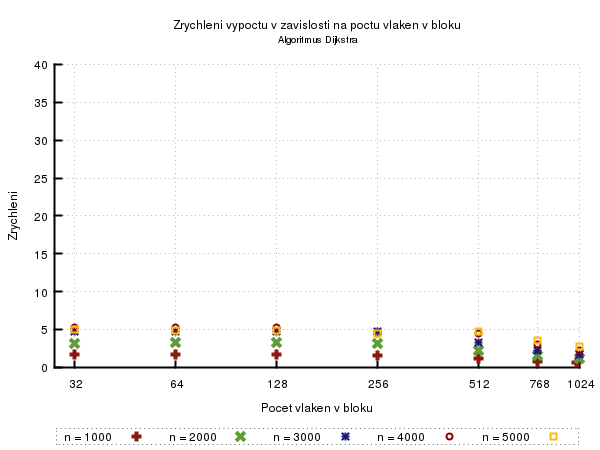 Zrychleni vypoctu v zavislosti na poctu vlaken v bloku
Algoritmus Dijkstra
40
35
30
25
20
15
10
5
0
Zrychleni
32 64 128 256 512 768 1024
Pocet vlaken v bloku
n = 1000 n = 2000 n = 3000 n = 4000 n = 5000